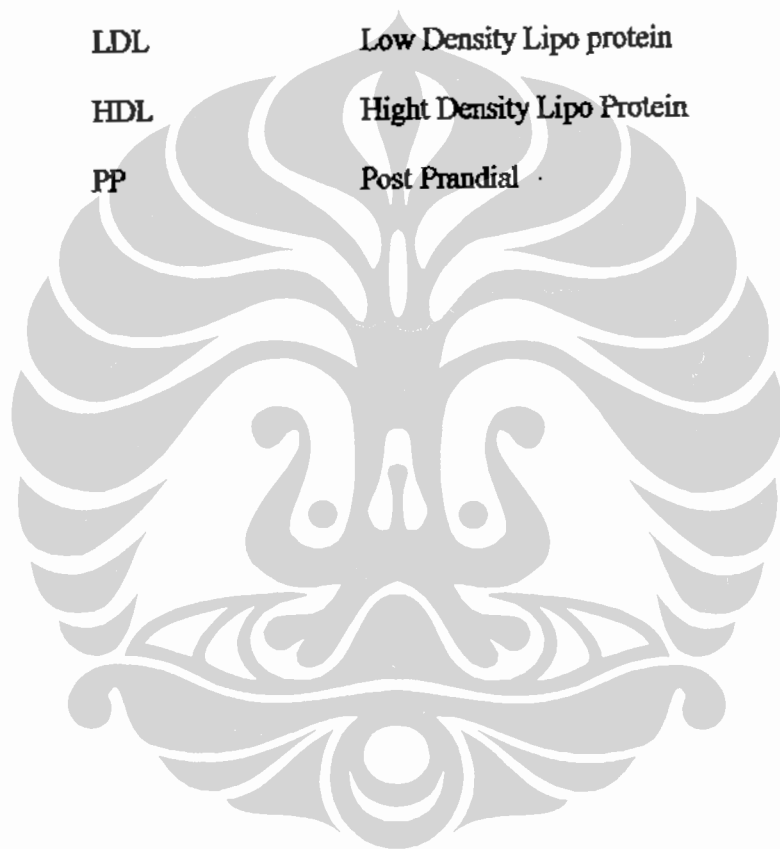 LDL Low Density Lipo protein
HDL Hight Density Lipo Protein
PP Post Prandial